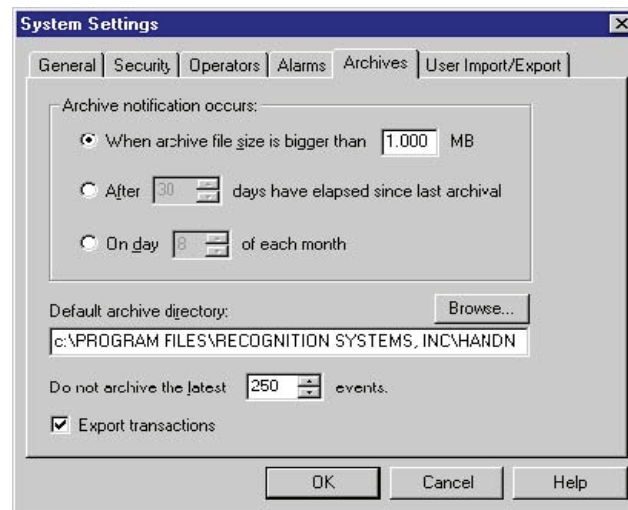 System Settings
General Security Operators Alarms Archives User Import/Export
Archive notification occurs:
When archive file size is bigger than 1.000 MB
After 30 days have elapsed since last archival
On day 8 of each month
Default archive directory: Browse...
c:\PROGRAM FILES\RECOGNITION SYSTEMS, INC\HANDN
Do not archive the latest 250 events.
Export transactions
OK Cancel Help